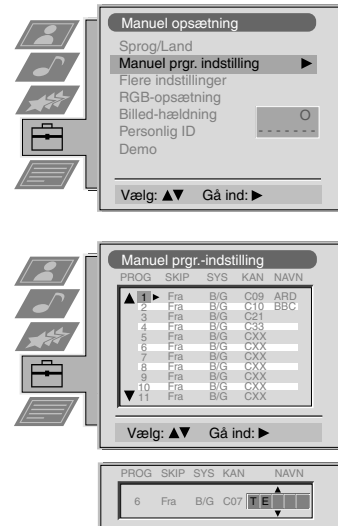 Manuel opsætning
Sprog/Land
Manuel prgr. indstilling ▶
Flere indstillinger
RGB-opsætning
Billed-hældning O
Personlig ID - - - - - - -
Demo
Vælg: ▲▼ Gå ind: ▶
Manuel prgr.-indstilling
PROG SKIP SYS KAN NAVN
▲ 1 ▶ Fra B/G C09 ARD
2 Fra B/G C10 BBC
3 Fra B/G C21
4 Fra B/G C33
5 Fra B/G CXX
6 Fra B/G CXX
7 Fra B/G CXX
8 Fra B/G CXX
9 Fra B/G CXX
10 Fra B/G CXX
▼ 11 Fra B/G CXX
Vælg: ▲▼ Gå ind: ▶
PROG SKIP SYS KAN NAVN
6 Fra B/G C07 T E